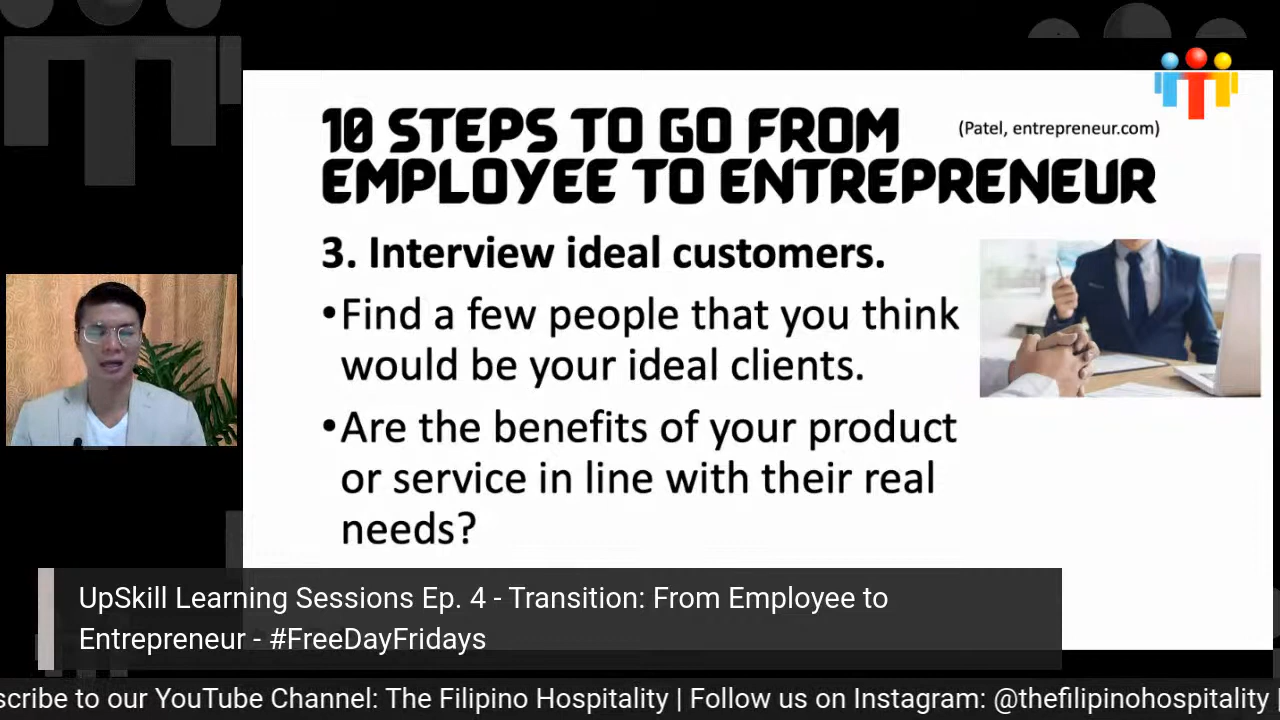 10 STEPS TO GO FROM
(Patel, entrepreneur.com)
EMPLOYEE TO ENTREPRENEUR
3. Interview ideal customers.
•Find a few people that you think
would be your ideal clients.
•Are the benefits of your product
or service in line with their real
needs?
UpSkill Learning Sessions Ep. 4 - Transition: From Employee to
Entrepreneur - #FreeDayFridays
scribe to our YouTube Channel: The Filipino Hospitality | Follow us on Instagram: @thefilipinohospitality |